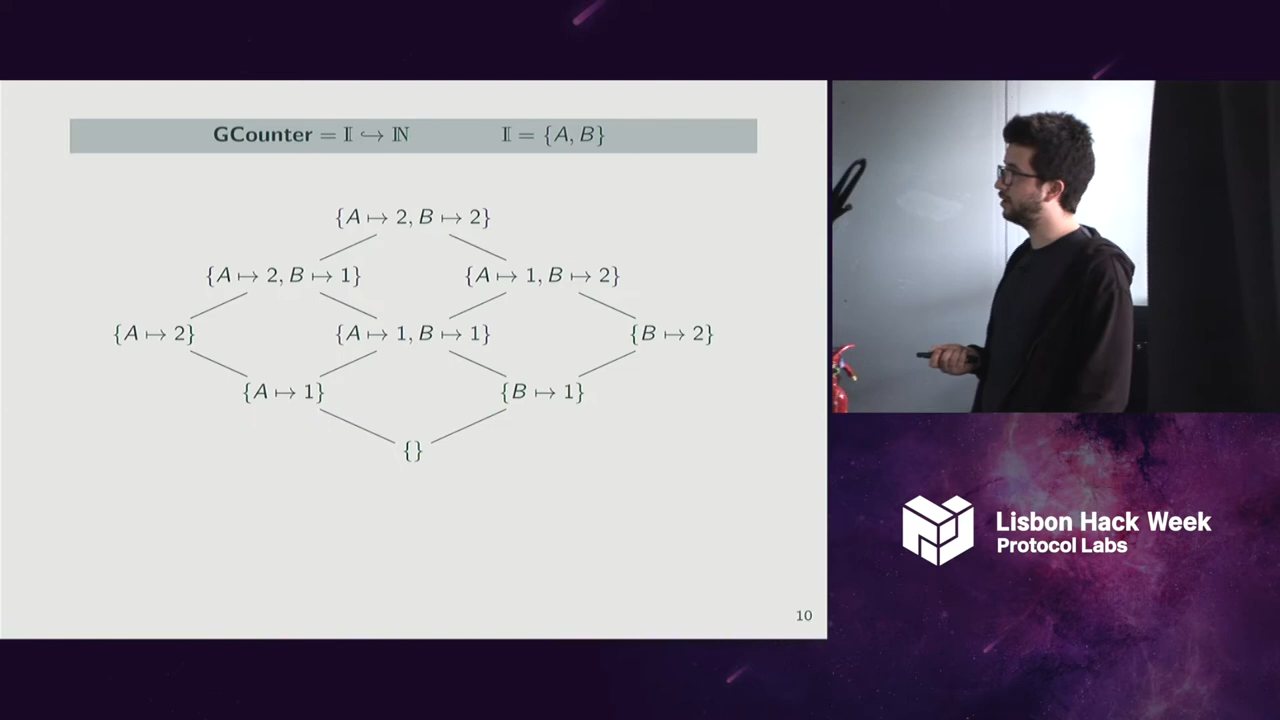 GCounter = 𝕀 ↪ ℕ 𝕀 = {A, B}
{A ↦ 2, B ↦ 2}
{A ↦ 2, B ↦ 1} {A ↦ 1, B ↦ 2}
{A ↦ 2} {A ↦ 1, B ↦ 1} {B ↦ 2}
{A ↦ 1} {B ↦ 1}
{}
10
Lisbon Hack Week
Protocol Labs